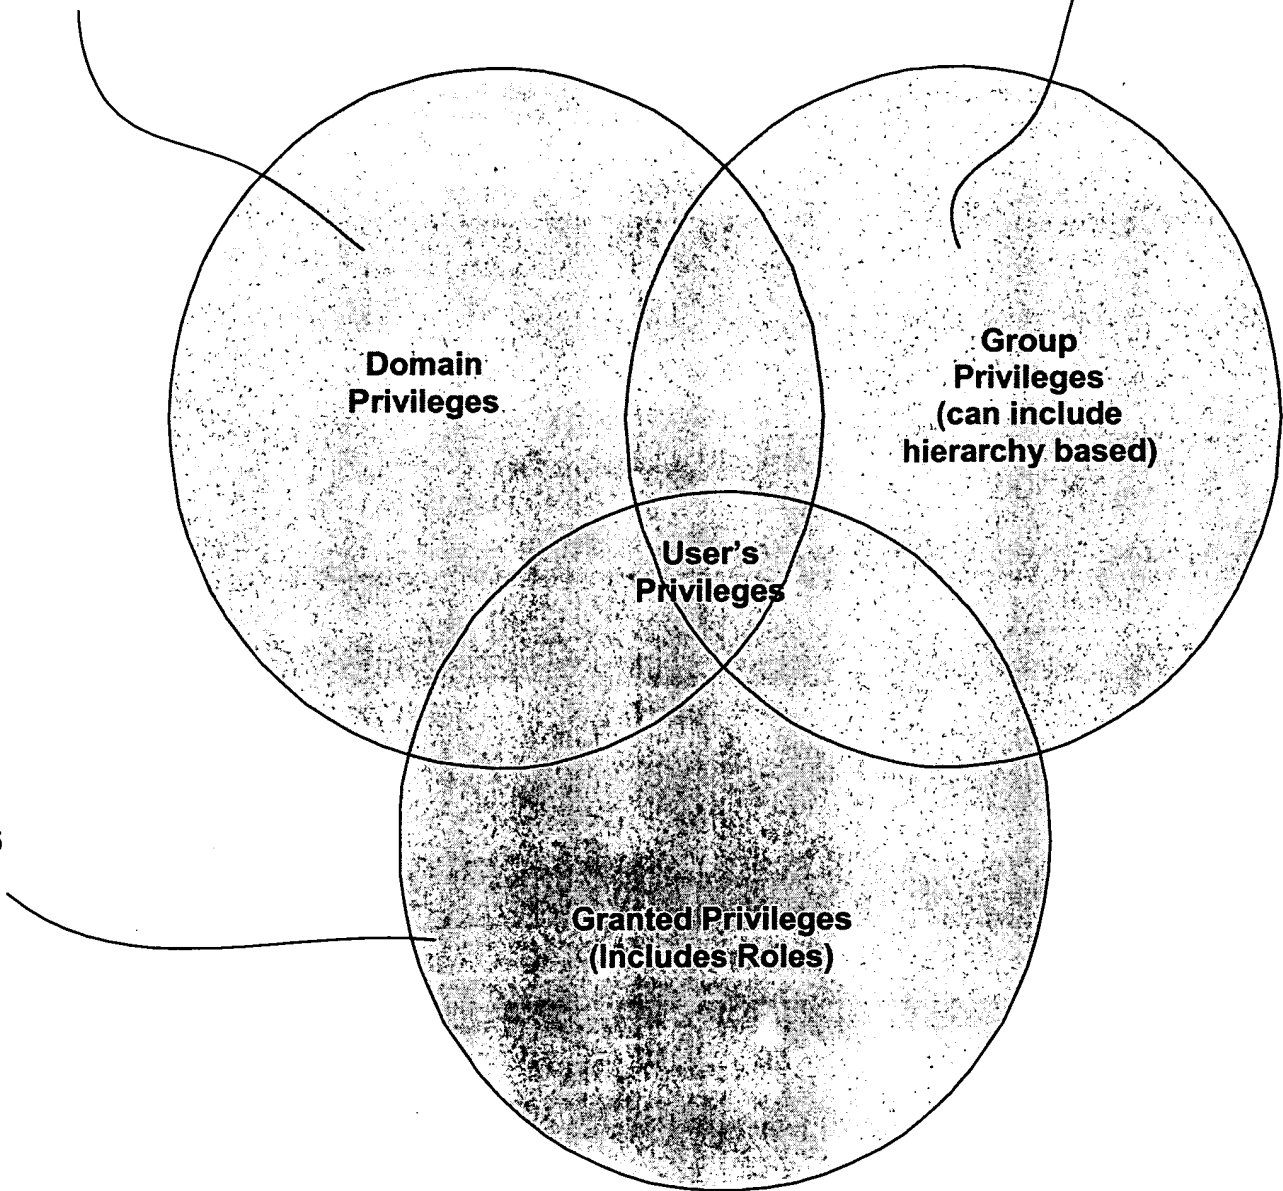 Domain
Privileges
Group
Privileges
(can include
hierarchy based)
User's
Privileges
Granted Privileges
(Includes Roles)